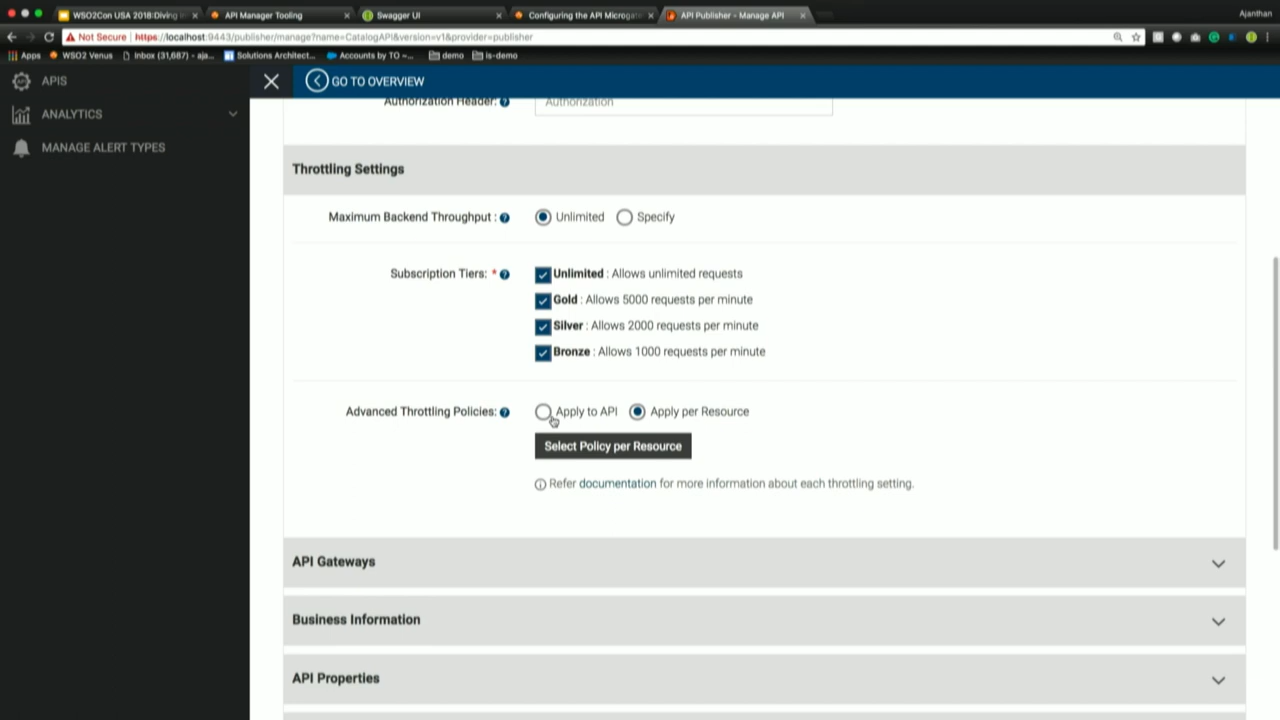 WSO2Con USA 2018:Diving
API Manager Tooling
Swagger UI
Configuring the API Microgate
API Publisher - Manage API
Ajanthan
Not Secure | https://localhost:9443/publisher/manage?name=CatalogAPI&version=v1&provider=publisher
Apps
WSO2 Venus
Inbox (31,687) - aja...
Solutions Architect...
Accounts by TO -...
demo
is-demo
APIS
GO TO OVERVIEW
ANALYTICS
MANAGE ALERT TYPES
Authorization Header:
Authorization
Throttling Settings
Maximum Backend Throughput :
Unlimited
Specify
Subscription Tiers: *
Unlimited : Allows unlimited requests
Gold : Allows 5000 requests per minute
Silver : Allows 2000 requests per minute
Bronze : Allows 1000 requests per minute
Advanced Throttling Policies:
Apply to API
Apply per Resource
Select Policy per Resource
Refer documentation for more information about each throttling setting.
API Gateways
Business Information
API Properties